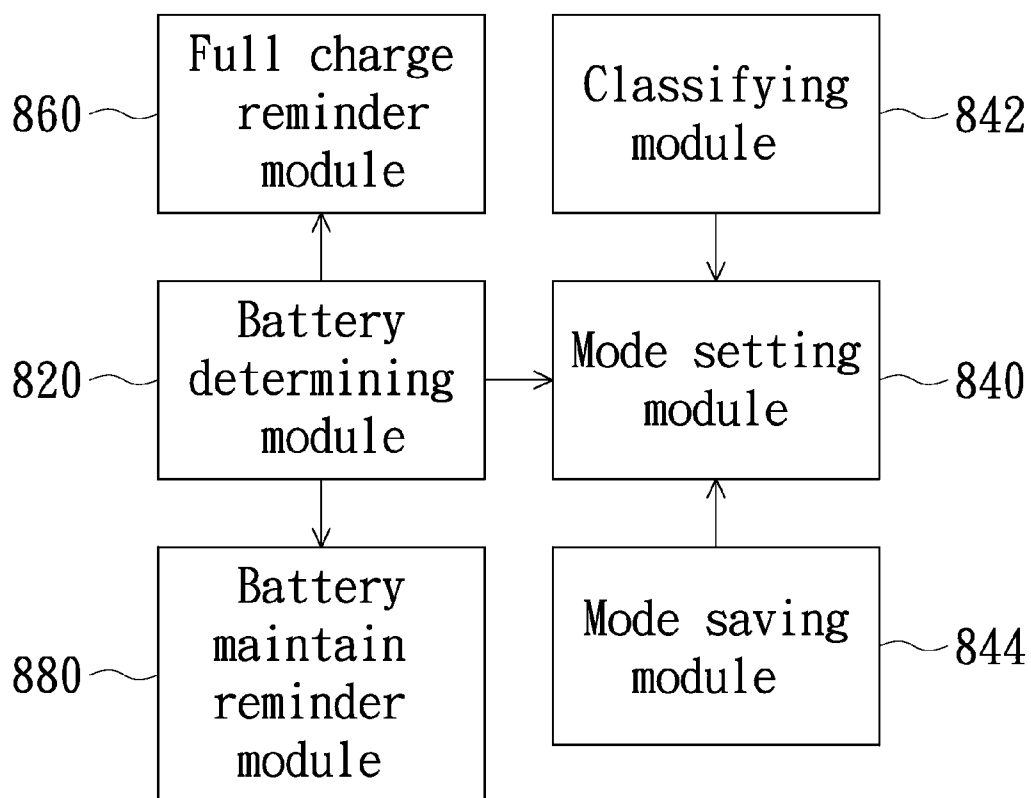 Full charge
reminder
module
860
Classifying
module
842
Battery
determining
module
820
Mode setting
module
840
Battery
maintain
reminder
module
880
Mode saving
module
844